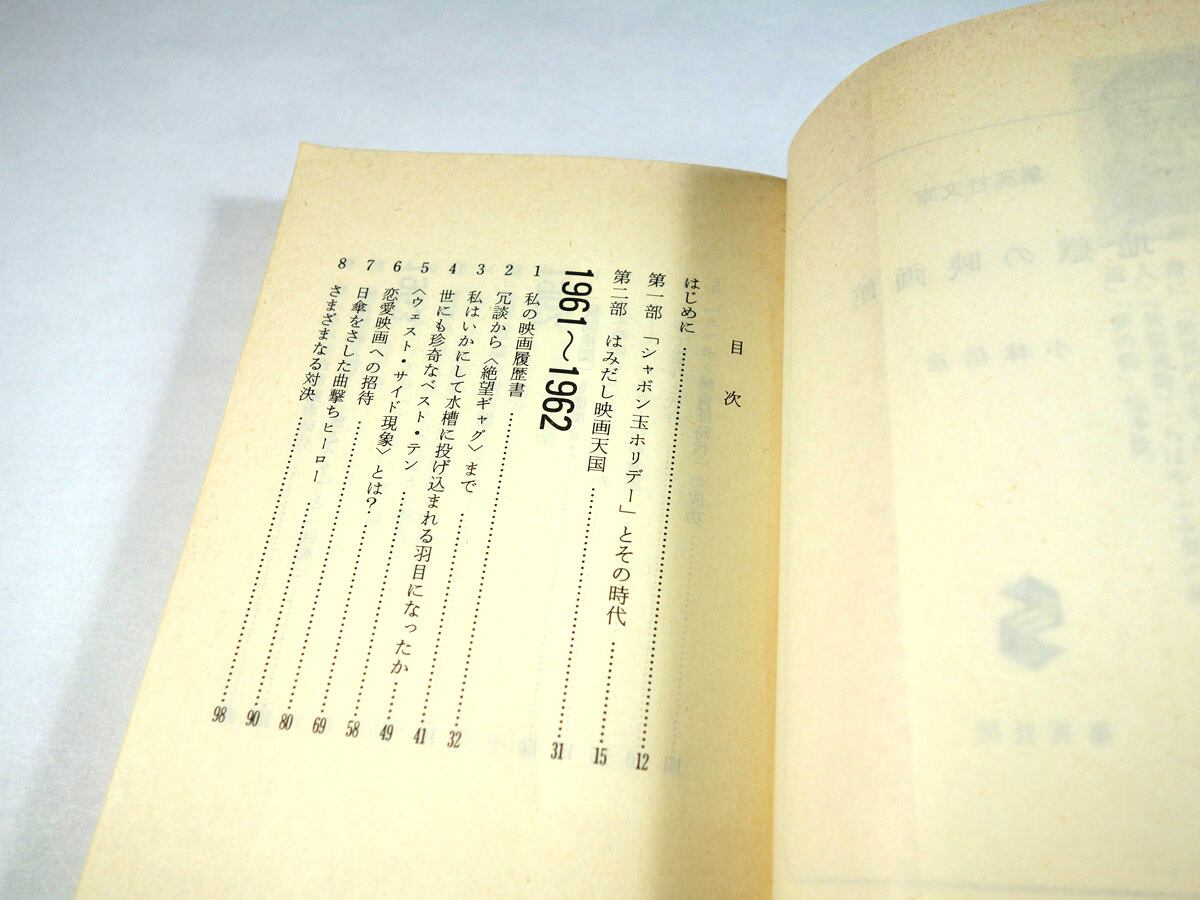 目次
はじめに……12
第一部 「シャボン玉ホリデー」とその時代……15
第二部 はみだし映画天国……31
1961〜1962
1 私の映画履歴書……32
2 冗談から〈絶望ギャグ〉まで……41
3 私はいかにして水槽に投げ込まれる羽目になったか……49
4 世にも珍奇なベスト・テン……58
5 〈ウェスト・サイド現象〉とは?……69
6 恋愛映画への招待……80
7 日傘をさした曲撃ちヒーロー……90
8 さまざまなる対決……98